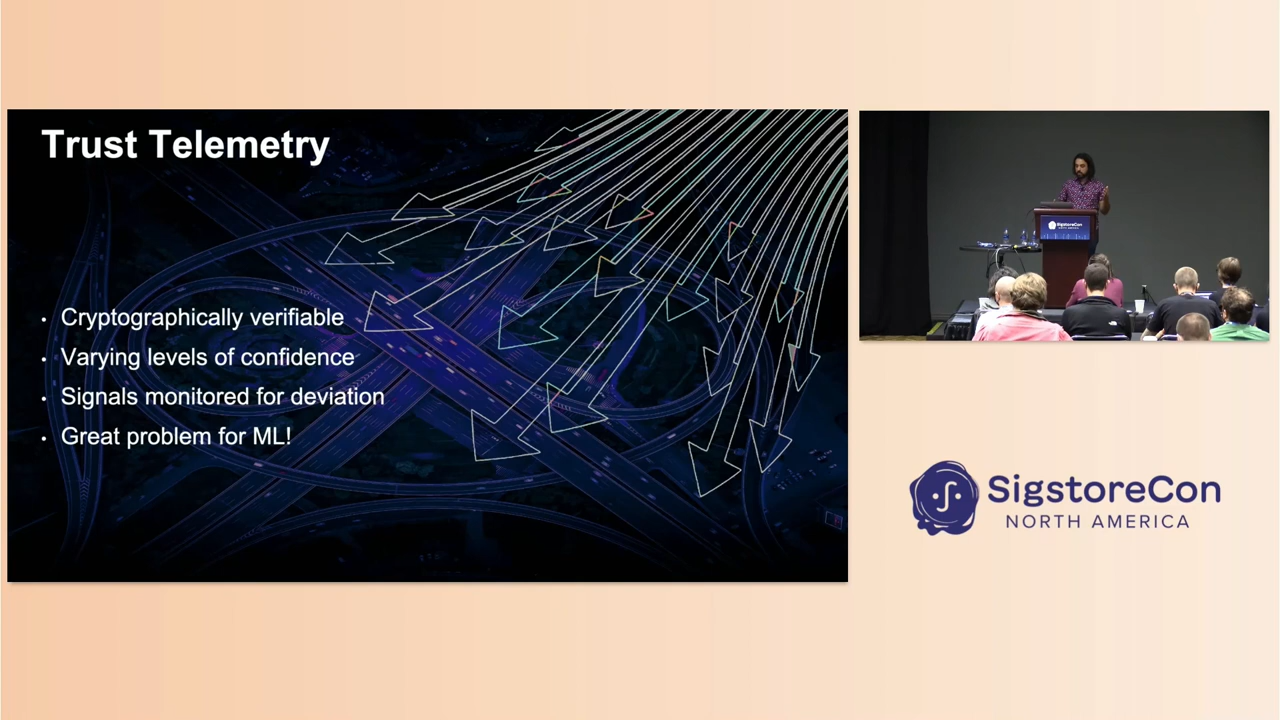 Trust Telemetry
Cryptographically verifiable
Varying levels of confidence
Signals monitored for deviation
Great problem for ML!
SigstoreCon
SigstoreCon
NORTH AMERICA